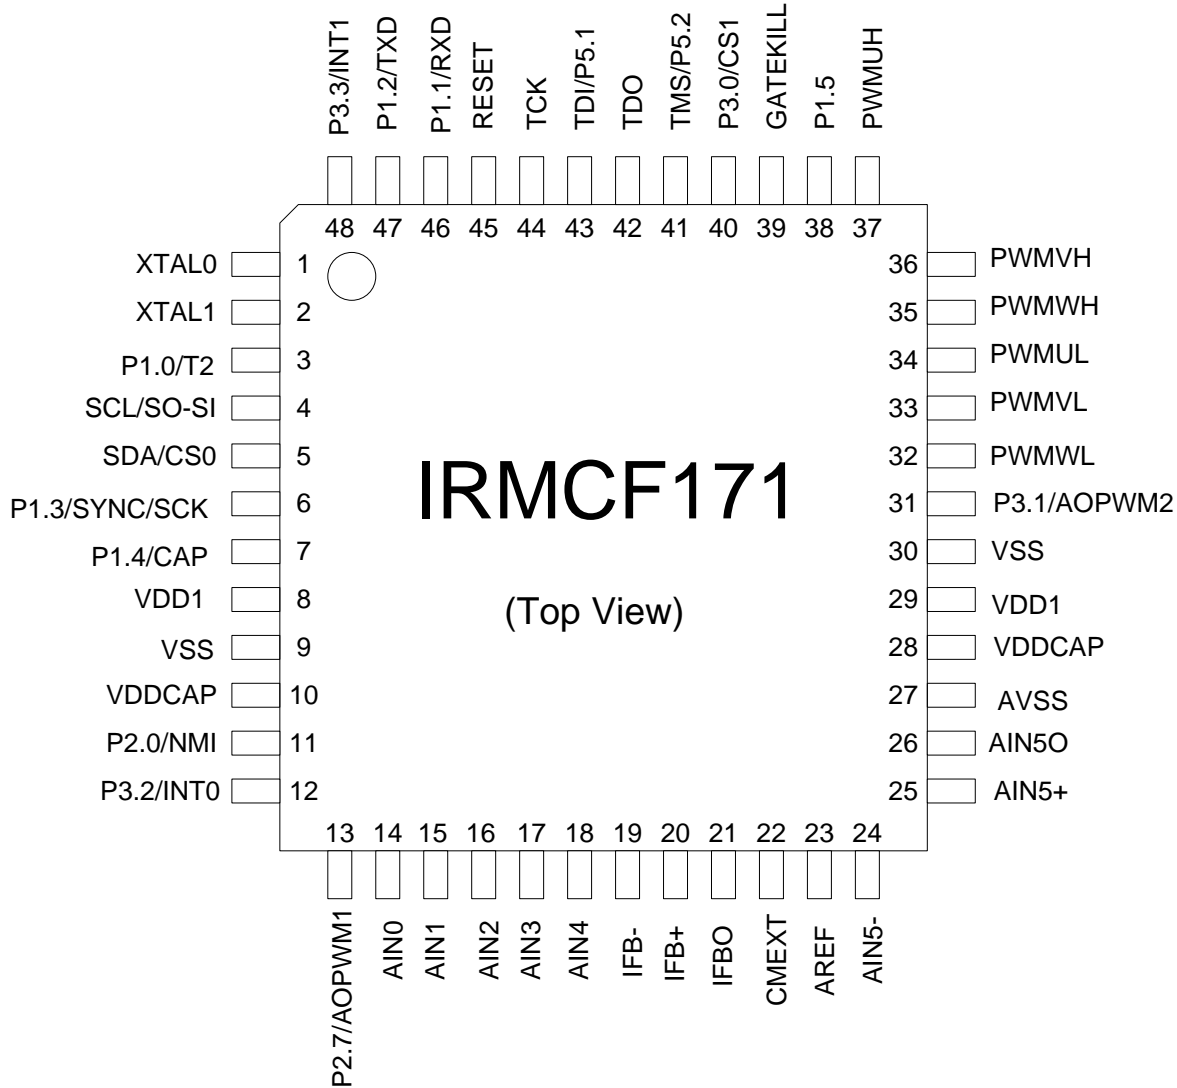 P3.3/INT1
P1.2/TXD
P1.1/RXD
RESET
TCK
TDI/P5.1
TDO
TMS/P5.2
P3.0/CS1
GATEKILL
P1.5
PWMUH
48 47 46 45 44 43 42 41 40 39 38 37
XTAL0 1
XTAL1 2
P1.0/T2 3
SCL/SO-SI 4
SDA/CS0 5
P1.3/SYNC/SCK 6
P1.4/CAP 7
VDD1 8
VSS 9
VDDCAP 10
P2.0/NMI 11
P3.2/INT0 12
IRMCF171
(Top View)
36 PWMVH
35 PWMWH
34 PWMUL
33 PWMVL
32 PWMWL
31 P3.1/AOPWM2
30 VSS
29 VDD1
28 VDDCAP
27 AVSS
26 AIN5O
25 AIN5+
13 14 15 16 17 18 19 20 21 22 23 24
P2.7/AOPWM1
AIN0
AIN1
AIN2
AIN3
AIN4
IFB-
IFB+
IFBO
CMEXT
AREF
AIN5-